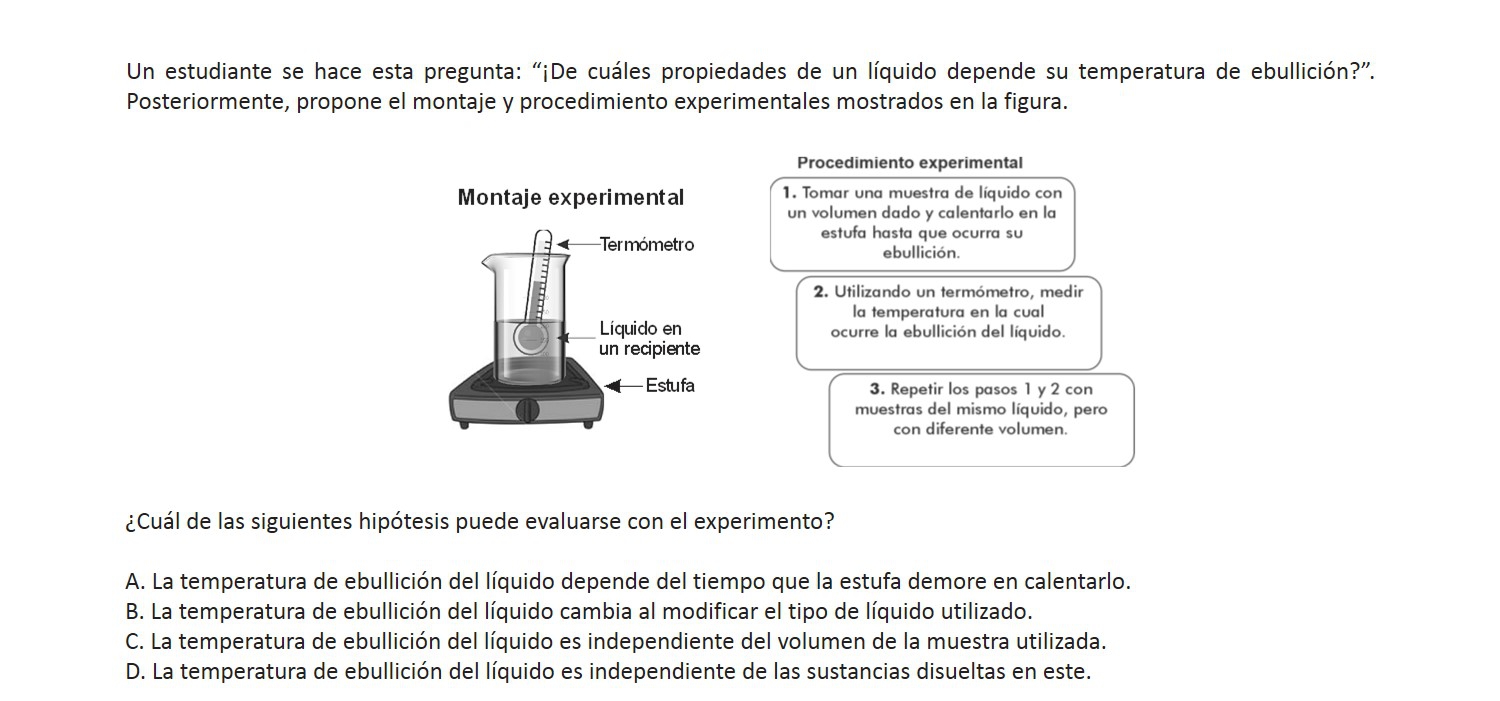 Un estudiante se hace esta pregunta: “¡De cuáles propiedades de un líquido depende su temperatura de ebullición?”.
Posteriormente, propone el montaje y procedimiento experimentales mostrados en la figura.
Montaje experimental
Termómetro
Líquido en
un recipiente
Estufa
Procedimiento experimental
1. Tomar una muestra de líquido con
un volumen dado y calentarlo en la
estufa hasta que ocurra su
ebullición.
2. Utilizando un termómetro, medir
la temperatura en la cual
ocurre la ebullición del líquido.
3. Repetir los pasos 1 y 2 con
muestras del mismo líquido, pero
con diferente volumen.
¿Cuál de las siguientes hipótesis puede evaluarse con el experimento?
A. La temperatura de ebullición del líquido depende del tiempo que la estufa demore en calentarlo.
B. La temperatura de ebullición del líquido cambia al modificar el tipo de líquido utilizado.
C. La temperatura de ebullición del líquido es independiente del volumen de la muestra utilizada.
D. La temperatura de ebullición del líquido es independiente de las sustancias disueltas en este.